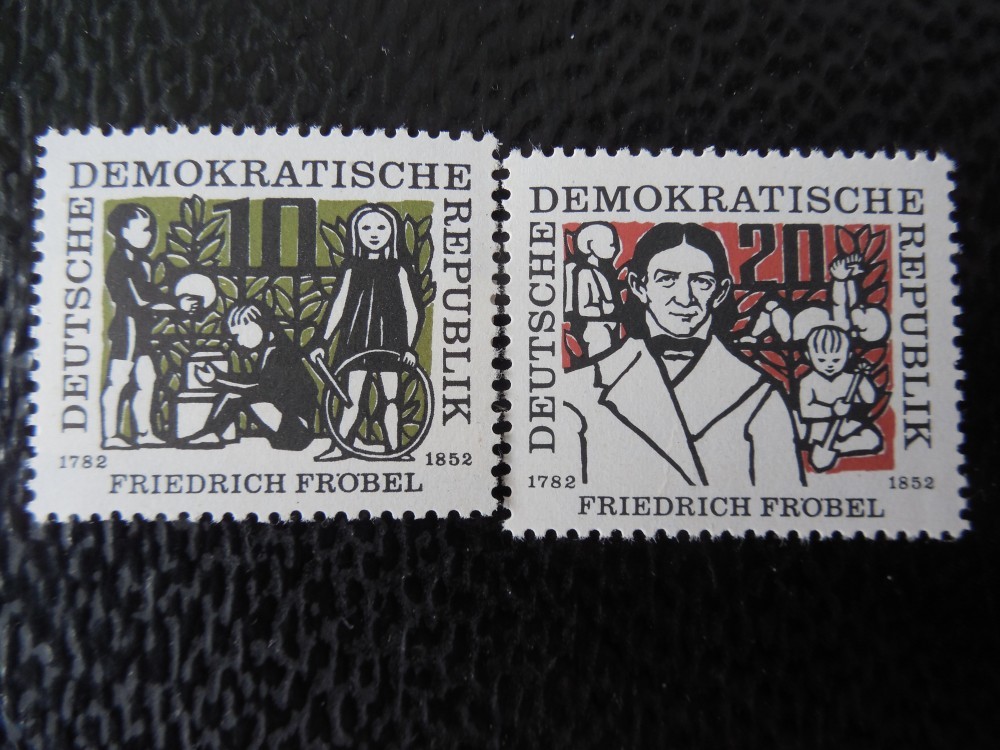 DEUTSCHE
DEMOKRATISCHE
REPUBLIK
10
1782
1852
FRIEDRICH FRÖBEL
DEUTSCHE
DEMOKRATISCHE
REPUBLIK
20
1782
1852
FRIEDRICH FRÖBEL